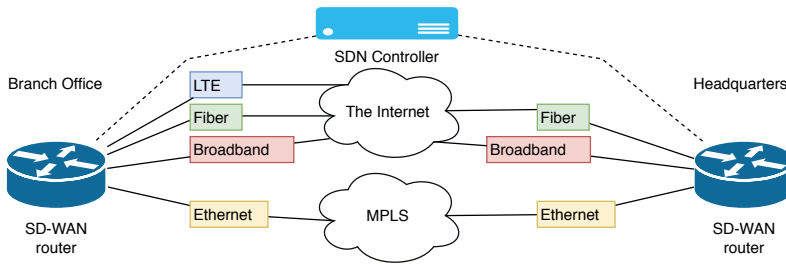 SDN Controller
Branch Office
Headquarters
LTE
The Internet
Fiber
Fiber
Broadband
Broadband
Ethernet
MPLS
Ethernet
SD-WAN
router
SD-WAN
router